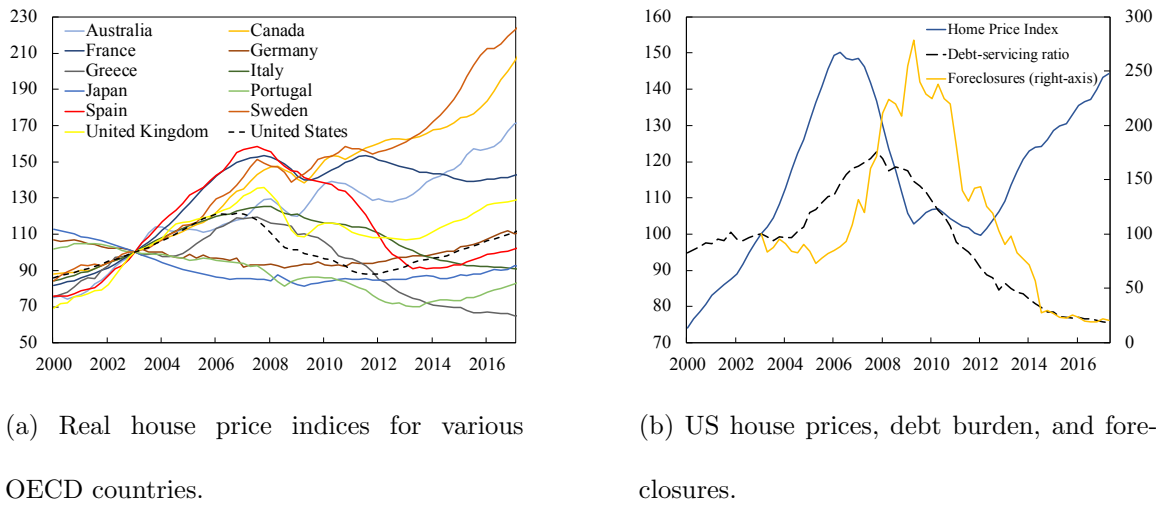 230
210
190
170
150
130
110
90
70
50
Australia Canada
France Germany
Greece Italy
Japan Portugal
Spain Sweden
United Kingdom United States
2000 2002 2004 2006 2008 2010 2012 2014 2016
(a) Real house price indices for various
OECD countries.
160
150
140
130
120
110
100
90
80
70
Home Price Index
Debt-servicing ratio
Foreclosures (right-axis)
300
250
200
150
100
50
0
2000 2002 2004 2006 2008 2010 2012 2014 2016
(b) US house prices, debt burden, and fore-
closures.